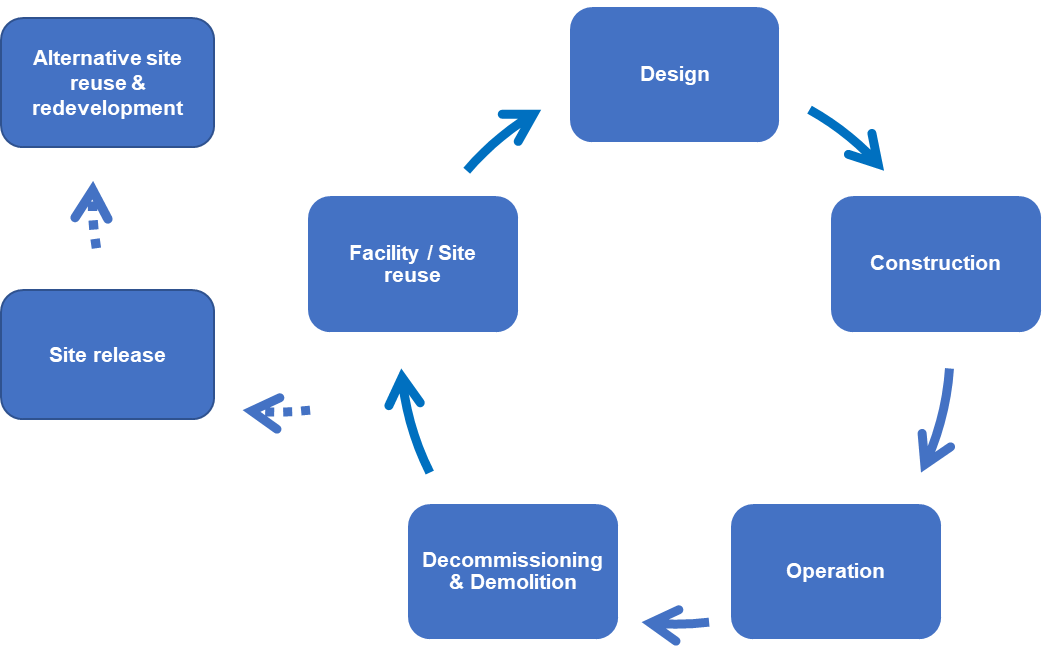 Alternative site
reuse &
redevelopment
Design
Facility / Site
reuse
Construction
Site release
Decommissioning
& Demolition
Operation